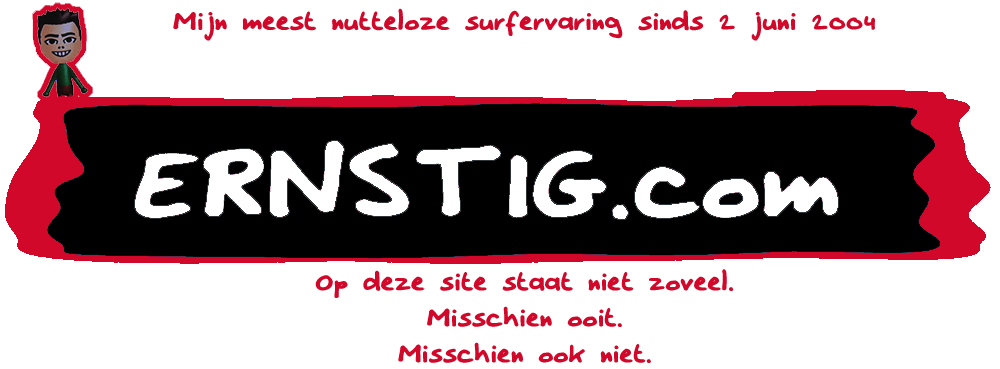 Mijn meest nutteloze surfervaring sinds 2 juni 2004
ERNSTIG.com
Op deze site staat niet zoveel.
Misschien ooit.
Misschien ook niet.